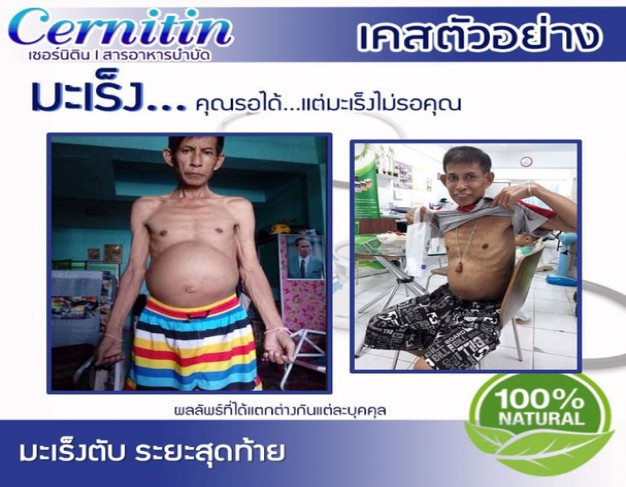 Cernitin
เซอร์นิติน | สารอาหารบำบัด
เคสตัวอย่าง
มะเร็ง... คุณรอได้...แต่มะเร็งไม่รอคุณ
ผลลัพธ์ที่ได้แตกต่างกันแต่ละบุคคล
100%
NATURAL
มะเร็งตับ ระยะสุดท้าย